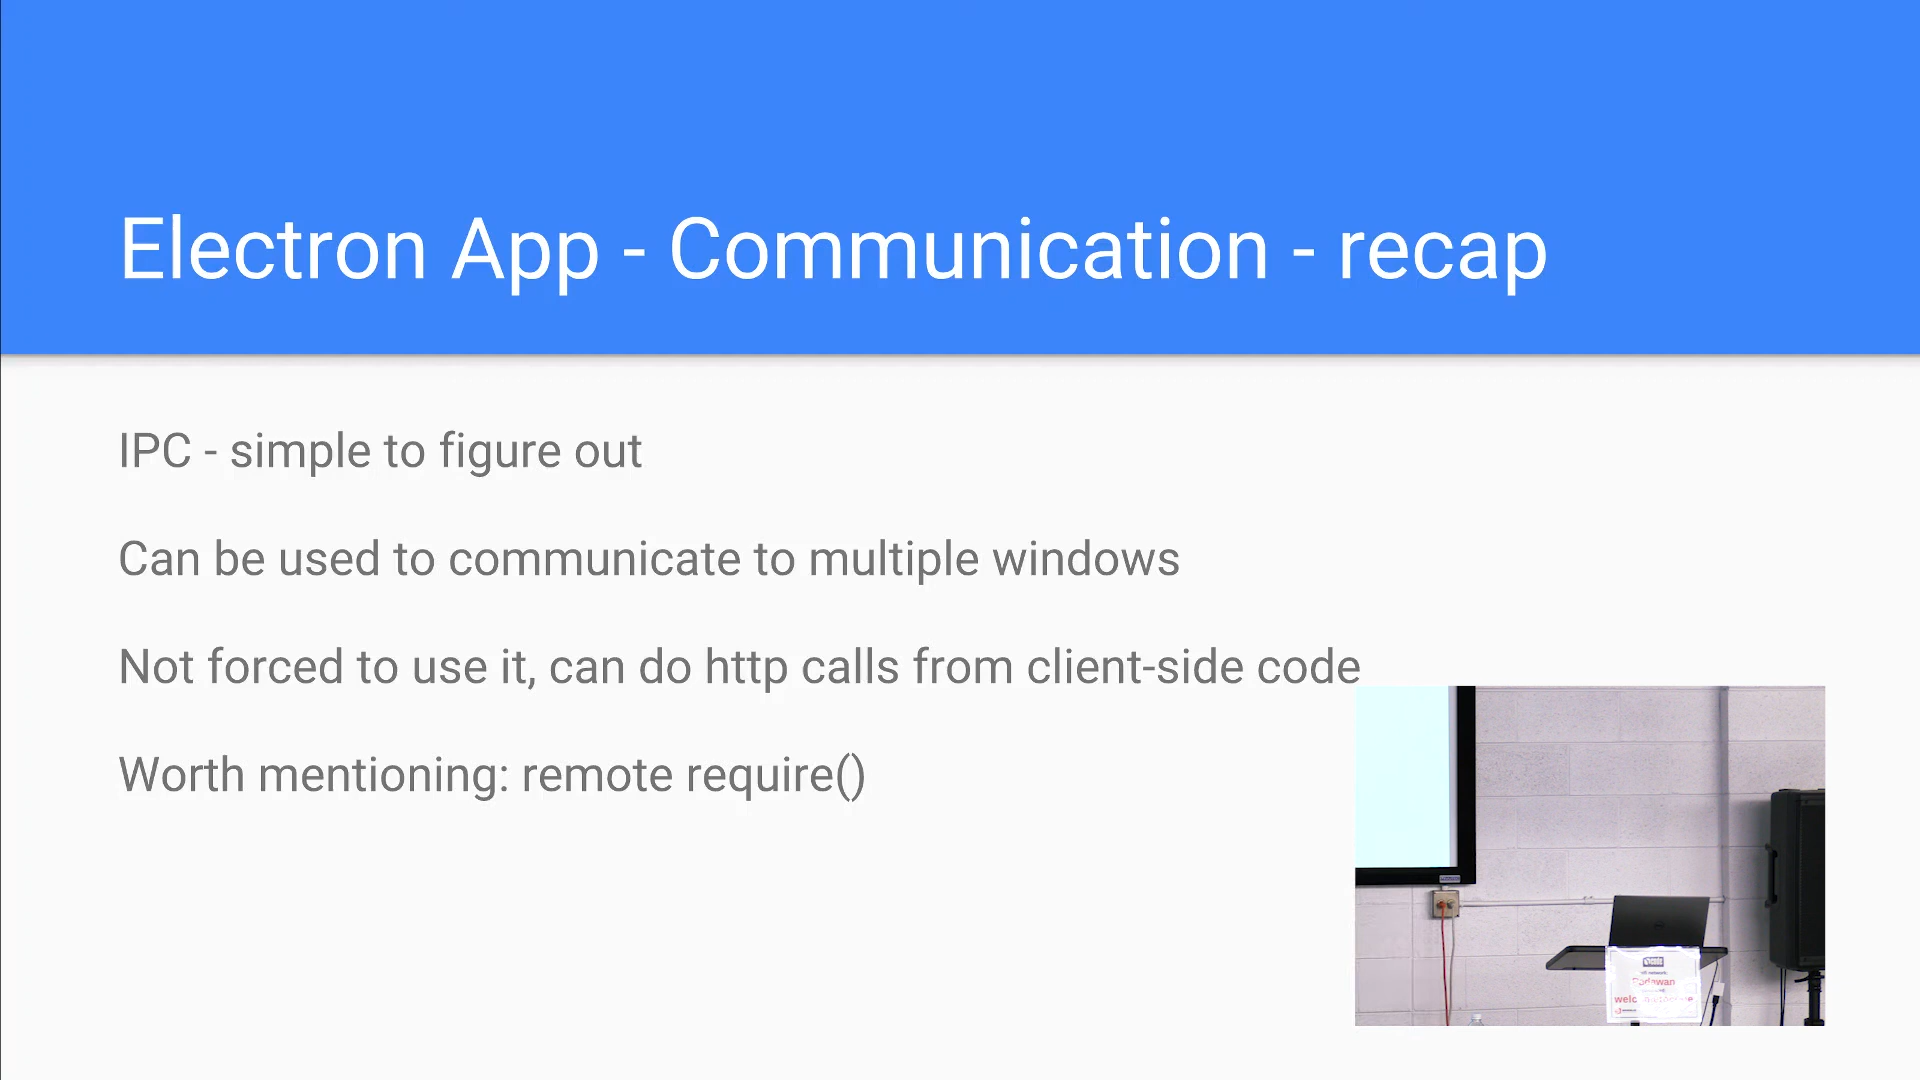 Electron App - Communication - recap
IPC - simple to figure out
Can be used to communicate to multiple windows
Not forced to use it, can do http calls from client-side code
Worth mentioning: remote require()